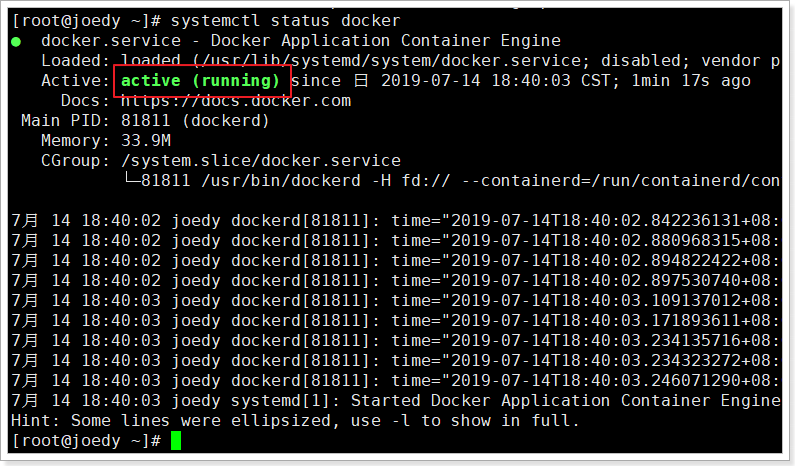 [root@joedy ~]# systemctl status docker
● docker.service - Docker Application Container Engine
Loaded: loaded (/usr/lib/systemd/system/docker.service; disabled; vendor p
Active: active (running) since 日 2019-07-14 18:40:03 CST; 1min 17s ago
Docs: https://docs.docker.com
Main PID: 81811 (dockerd)
Memory: 33.9M
CGroup: /system.slice/docker.service
└─81811 /usr/bin/dockerd -H fd:// --containerd=/run/containerd/con
7月 14 18:40:02 joedy dockerd[81811]: time="2019-07-14T18:40:02.842236131+08:
7月 14 18:40:02 joedy dockerd[81811]: time="2019-07-14T18:40:02.880968315+08:
7月 14 18:40:02 joedy dockerd[81811]: time="2019-07-14T18:40:02.894822422+08:
7月 14 18:40:02 joedy dockerd[81811]: time="2019-07-14T18:40:02.897530740+08:
7月 14 18:40:03 joedy dockerd[81811]: time="2019-07-14T18:40:03.109137012+08:
7月 14 18:40:03 joedy dockerd[81811]: time="2019-07-14T18:40:03.171893611+08:
7月 14 18:40:03 joedy dockerd[81811]: time="2019-07-14T18:40:03.234135716+08:
7月 14 18:40:03 joedy dockerd[81811]: time="2019-07-14T18:40:03.234323272+08:
7月 14 18:40:03 joedy dockerd[81811]: time="2019-07-14T18:40:03.246071290+08:
7月 14 18:40:03 joedy systemd[1]: Started Docker Application Container Engine
Hint: Some lines were ellipsized, use -l to show in full.
[root@joedy ~]#